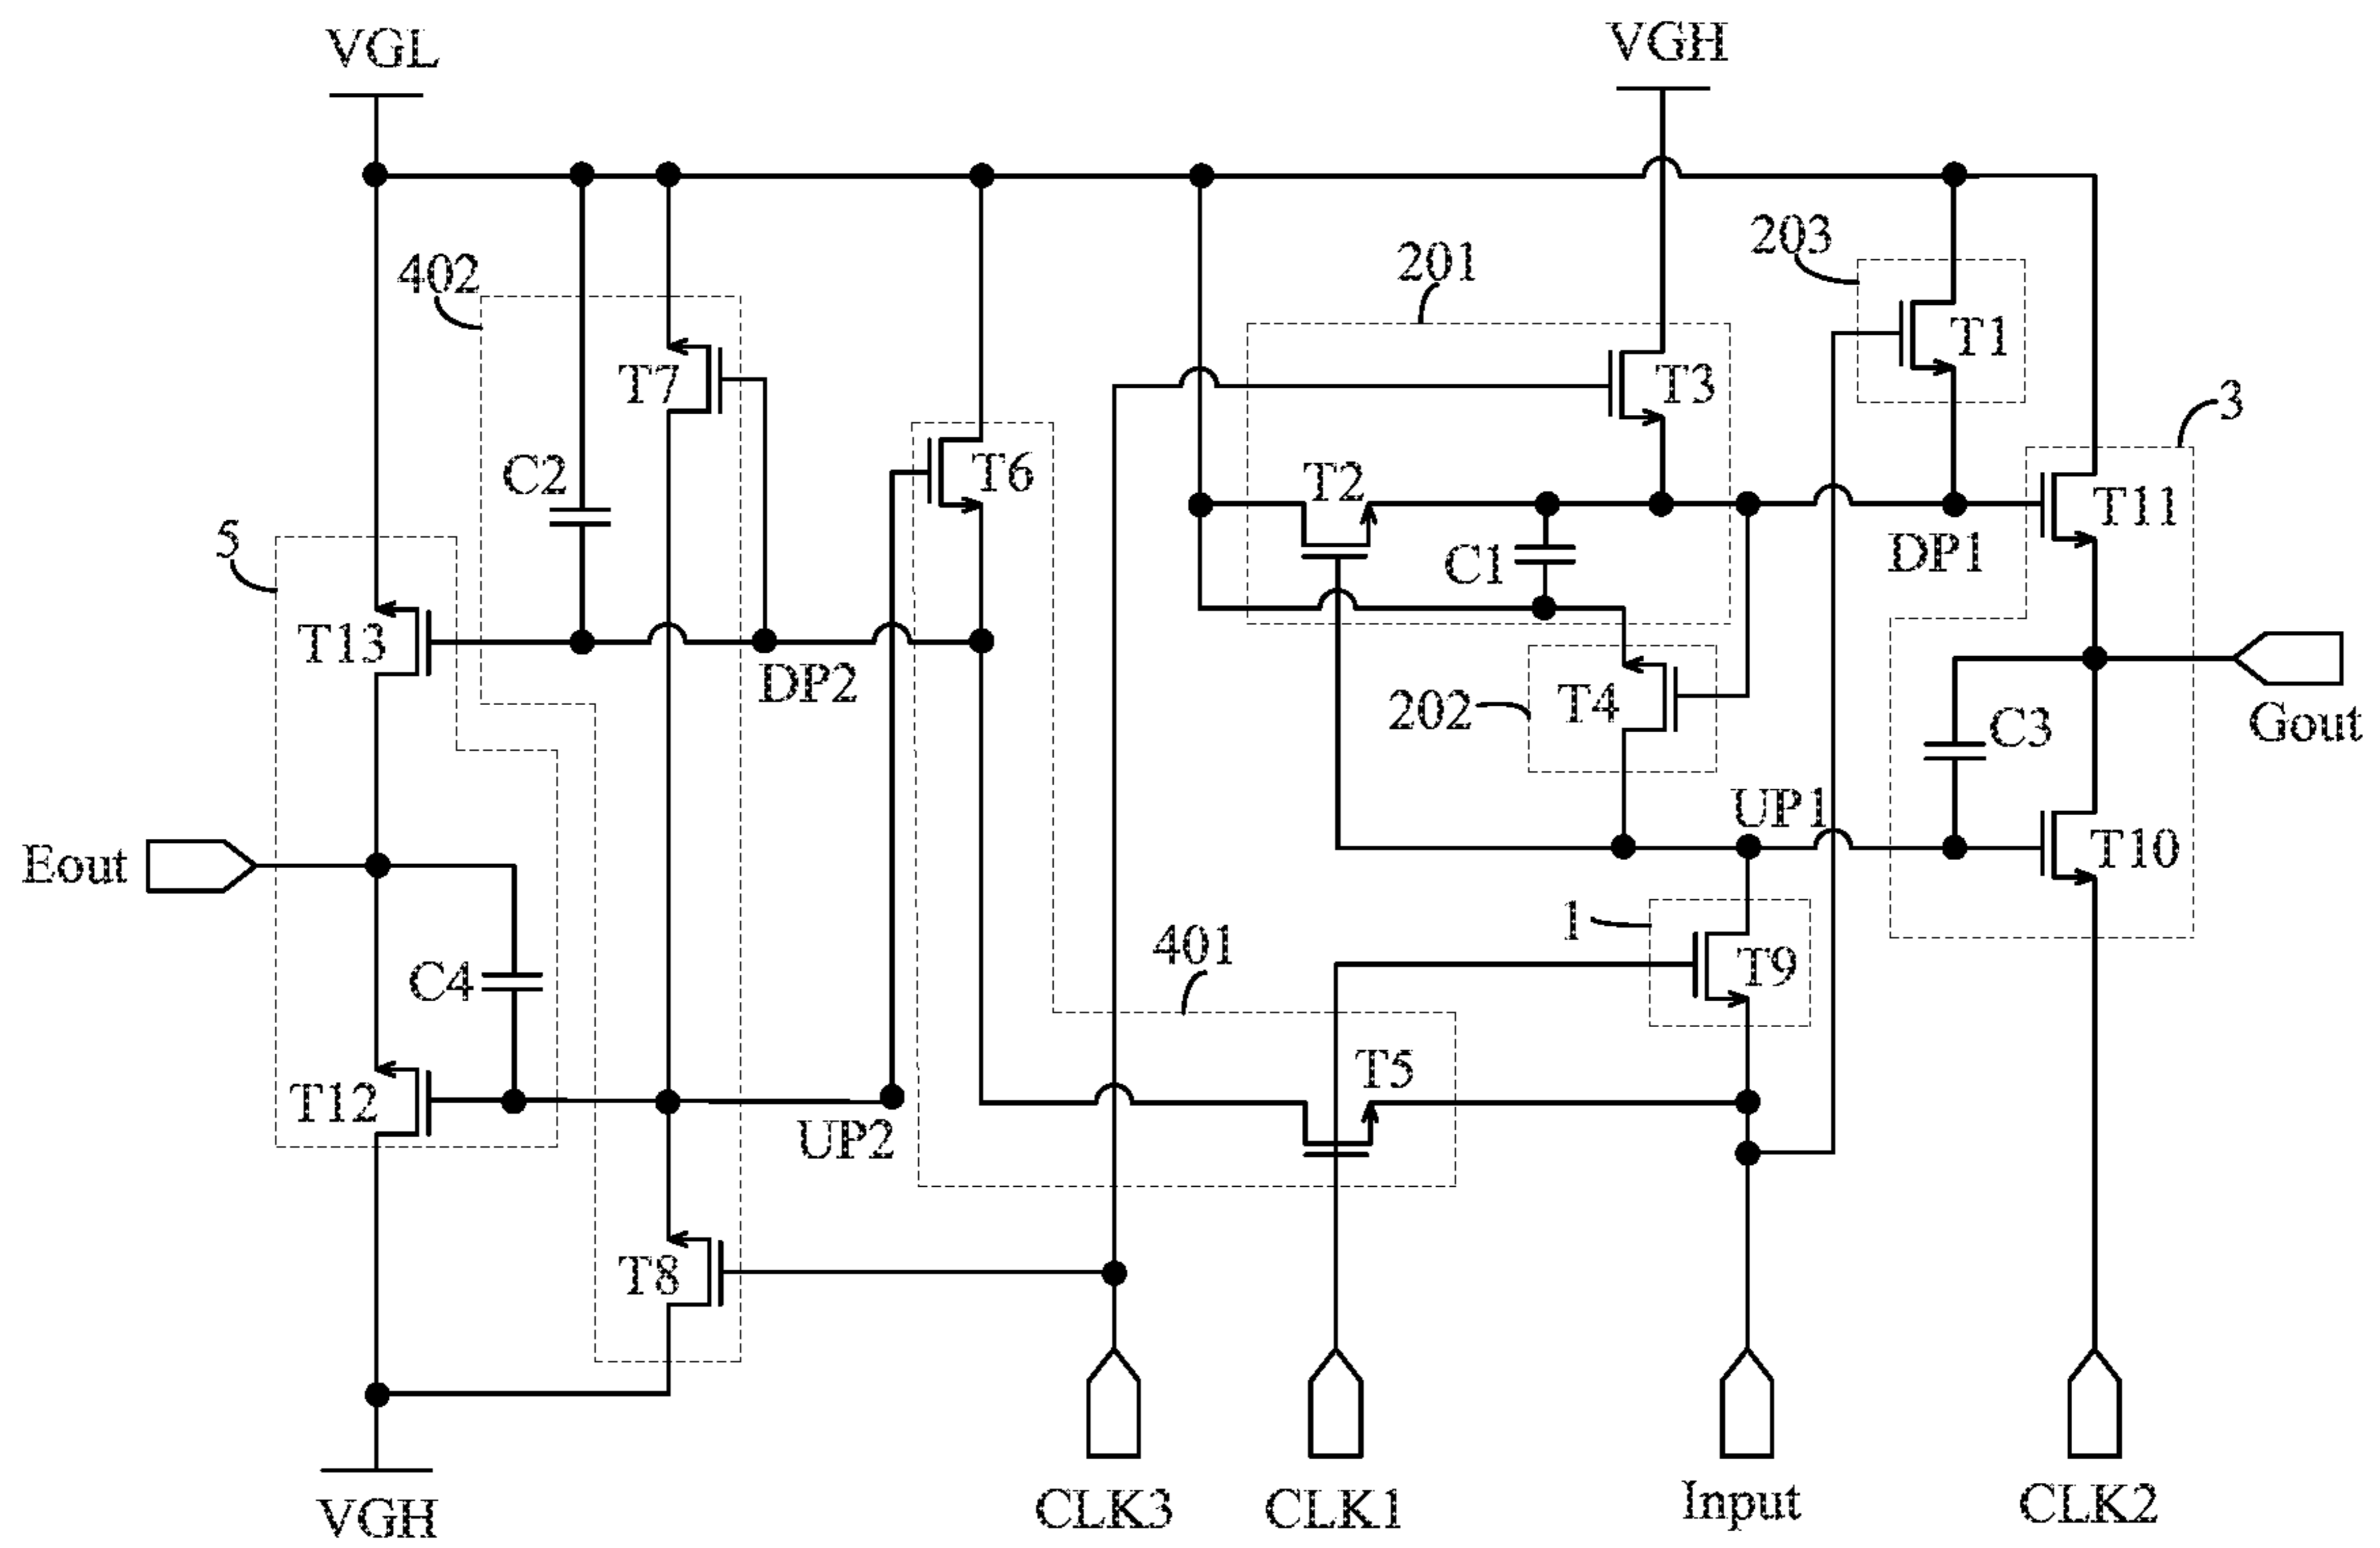 VGL
VGH
203
201
402
T1
T7
T3
3
C2
T6
T2
T11
5
C1
DP1
T13
DP2
T4
202
C3
Gout
UP1
T10
Eout
1
401
T9
C4
T5
T12
UP2
T8
CLK3
CLK1
Input
CLK2
VGH